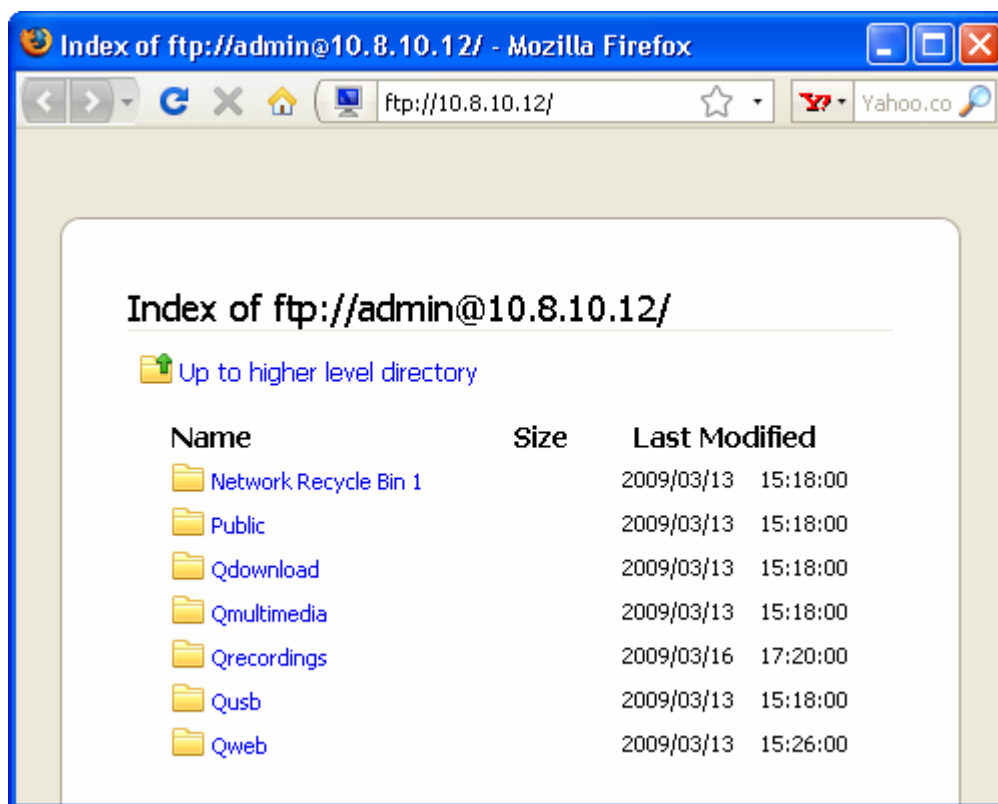 Index of ftp://admin@10.8.10.12/ - Mozilla Firefox
ftp://10.8.10.12/ Y? Yahoo.co
Index of ftp://admin@10.8.10.12/
Up to higher level directory
Name Size Last Modified
Network Recycle Bin 1 2009/03/13 15:18:00
Public 2009/03/13 15:18:00
Qdownload 2009/03/13 15:18:00
Qmultimedia 2009/03/13 15:18:00
Qrecordings 2009/03/16 17:20:00
Qusb 2009/03/13 15:18:00
Qweb 2009/03/13 15:26:00